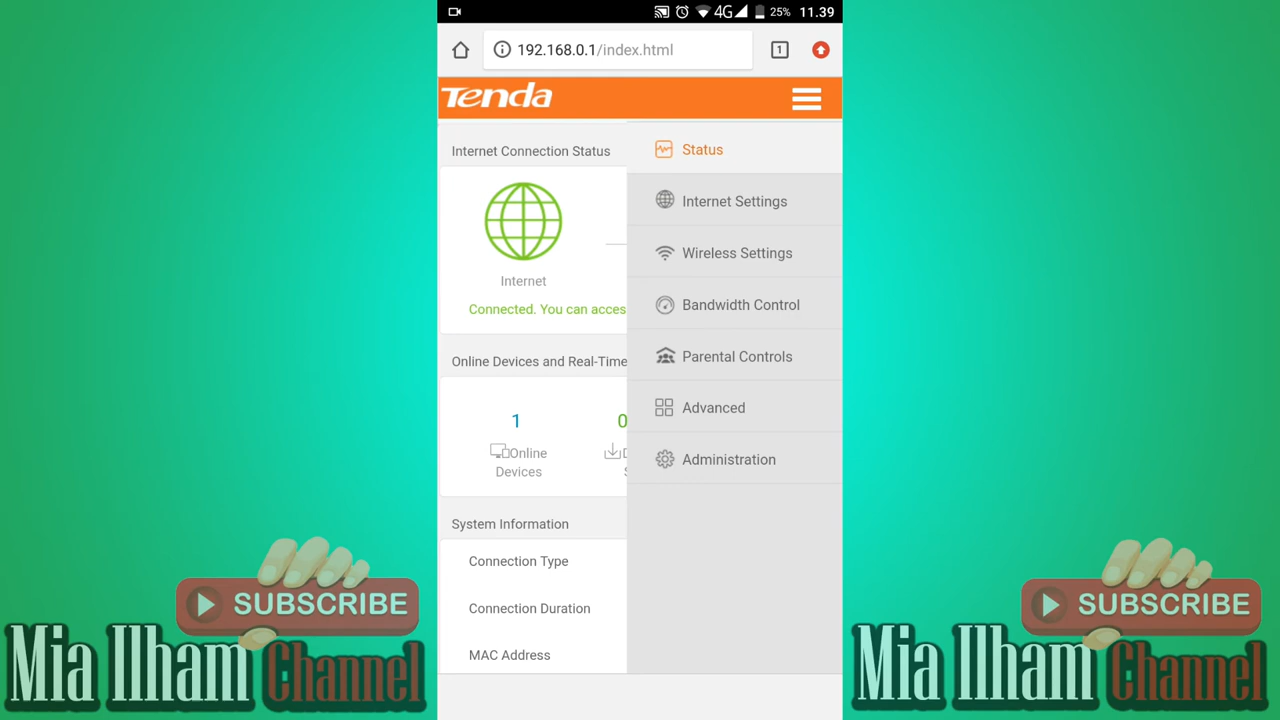 4G 25% 11.39
192.168.0.1/index.html 1
Tenda
Internet Connection Status
Internet
Connected. You can acces
Online Devices and Real-Time
1 0
Online
Devices
System Information
Connection Type
Connection Duration
MAC Address
Status
Internet Settings
Wireless Settings
Bandwidth Control
Parental Controls
Advanced
Administration
SUBSCRIBE
Mia Ilham Channel
SUBSCRIBE
Mia Ilham Channel